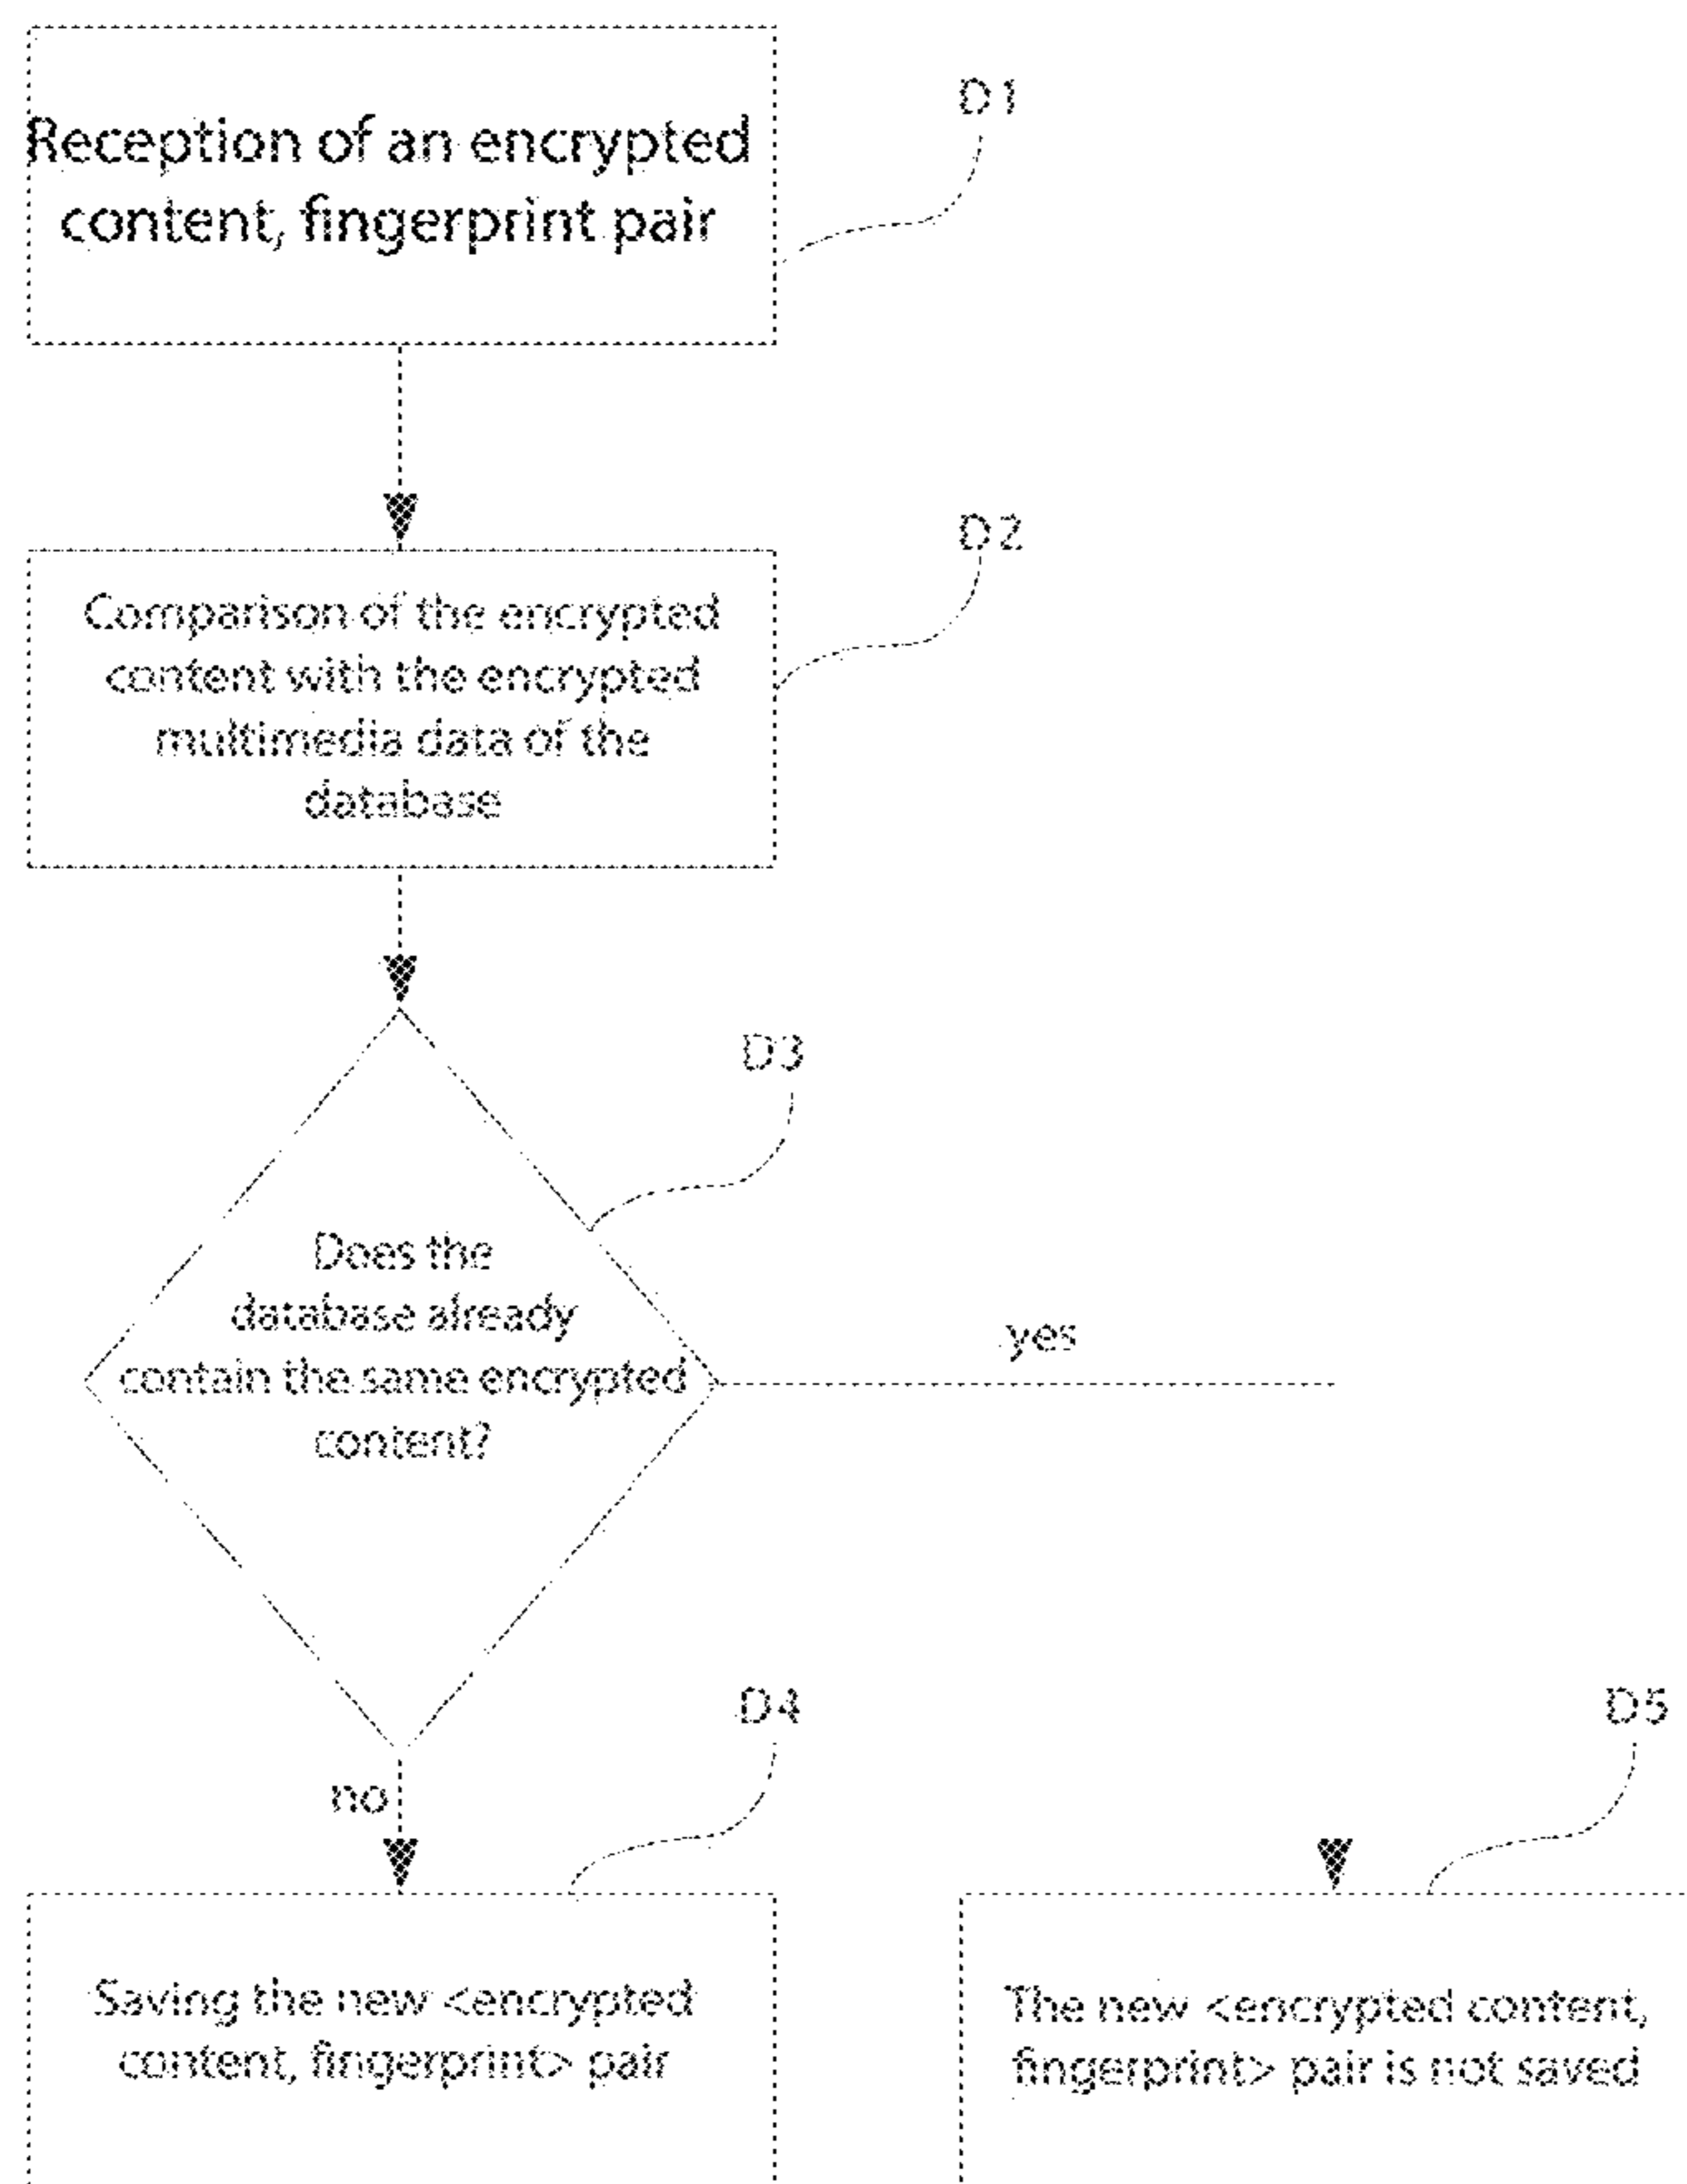 D1
Reception of an encrypted
content, fingerprint pair
D2
Comparison of the encrypted
content with the encrypted
multimedia data of the
database
D3
Does the
database already
contain the same encrypted
content?
yes
no
D4
Saving the new <encrypted
content, fingerprint> pair
D5
The new <encrypted content,
fingerprint> pair is not saved